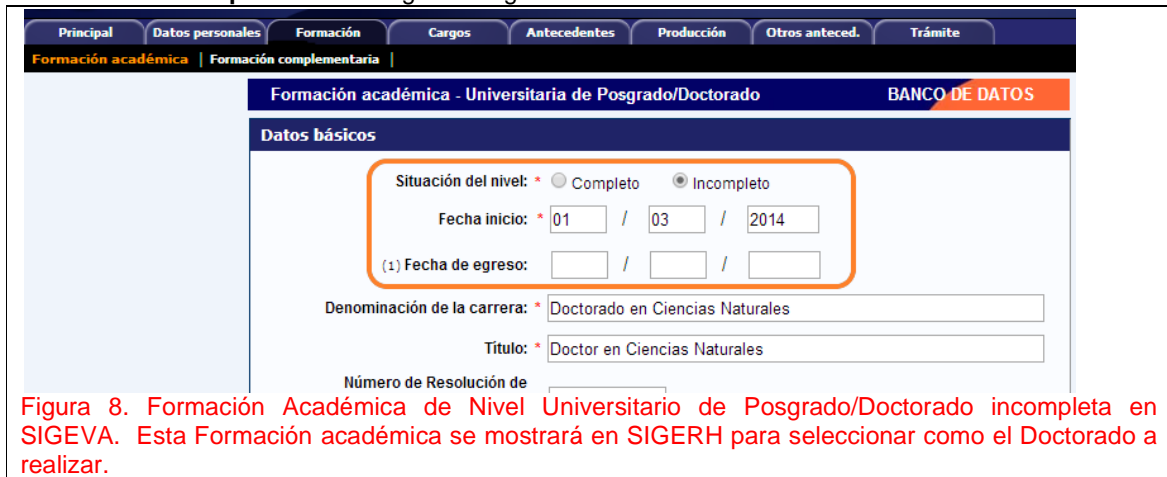 Principal Datos personales Formación Cargos Antecedentes Producción Otros anteced. Trámite
Formación académica | Formación complementaria |
Formación académica - Universitaria de Posgrado/Doctorado BANCO DE DATOS
Datos básicos
Situación del nivel: * Completo Incompleto
Fecha inicio: * 01 / 03 / 2014
(1) Fecha de egreso: / /
Denominación de la carrera: * Doctorado en Ciencias Naturales
Título: * Doctor en Ciencias Naturales
Número de Resolución de
Figura 8. Formación Académica de Nivel Universitario de Posgrado/Doctorado incompleta en
SIGEVA. Esta Formación académica se mostrará en SIGERH para seleccionar como el Doctorado a
realizar.